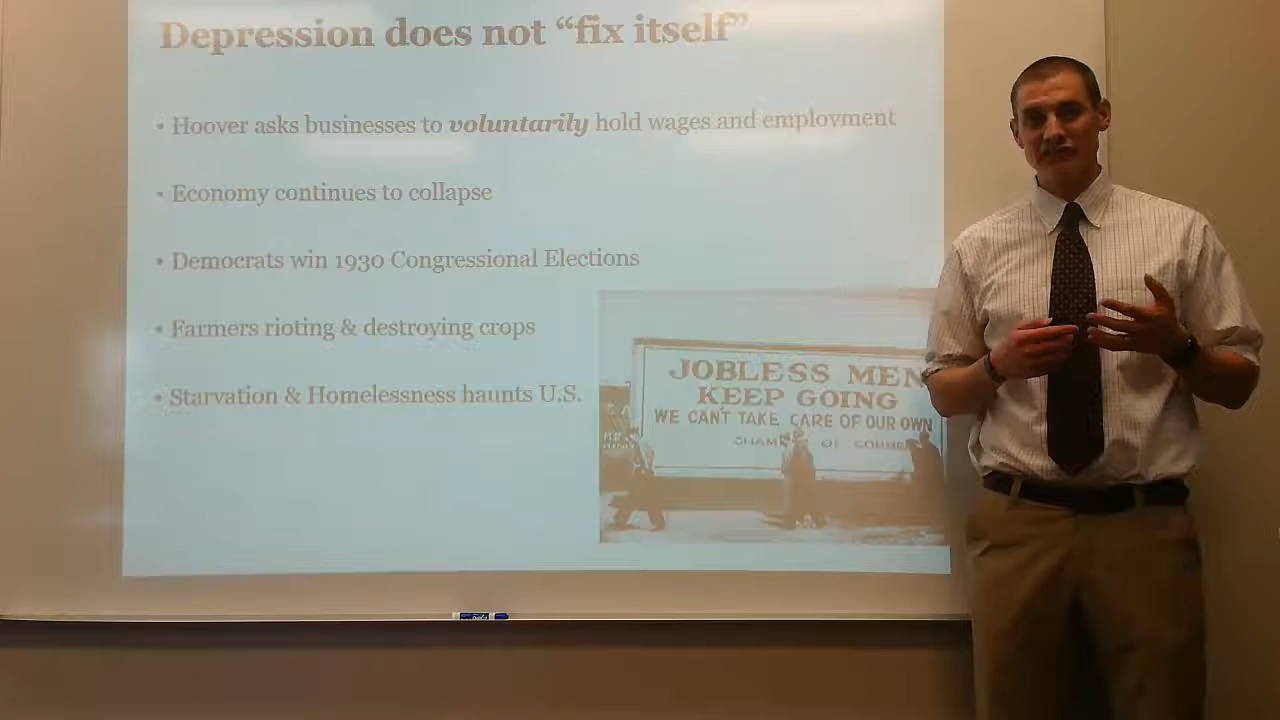 Depression does not “fix itself”
• Hoover asks businesses to voluntarily hold wages and employment
• Economy continues to collapse
• Democrats win 1930 Congressional Elections
• Farmers rioting & destroying crops
• Starvation & Homelessness haunts U.S.
JOBLESS MEN
KEEP GOING
WE CAN'T TAKE CARE OF OUR OWN
OF